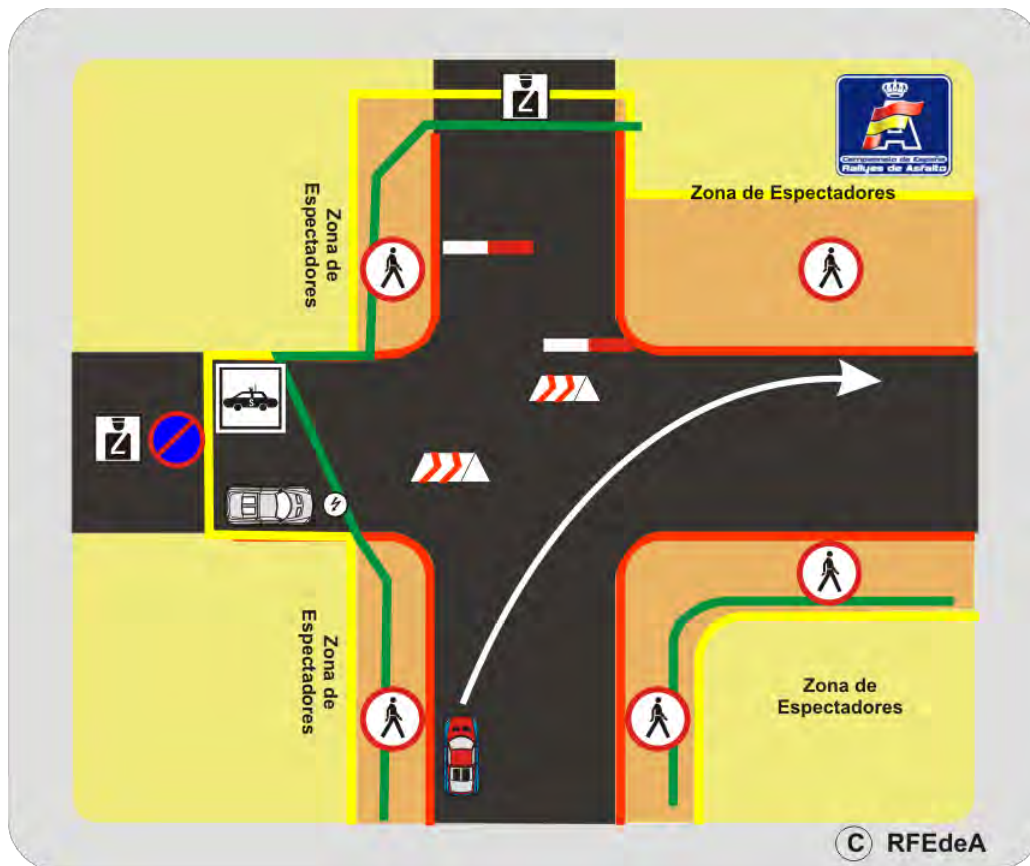 Campeonato de España
Rallyes de Asfalto
Zona de Espectadores
Zona de
Espectadores
S
Zona de
Espectadores
Zona de
Espectadores
C RFEdeA